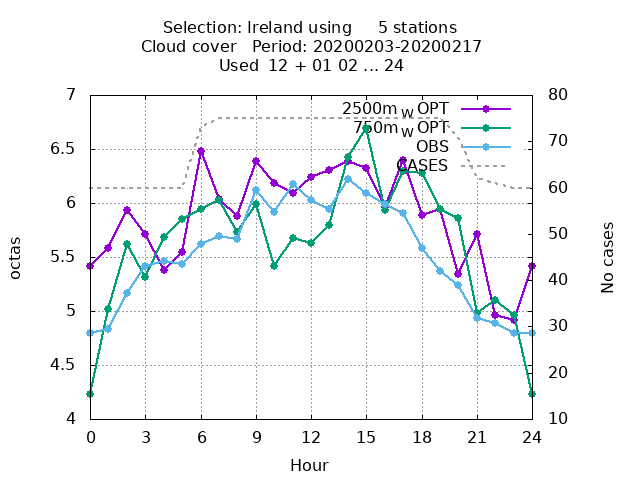 Selection: Ireland using 5 stations
Cloud cover Period: 20200203-20200217
Used 12 + 01 02 ... 24
7 80
2500m W OPT
750m W OPT 70
6.5 OBS
CASES
6 60
50
5.5 40
octas No cases
5 30
4.5 20
4 10
0 3 6 9 12 15 18 21 24
Hour